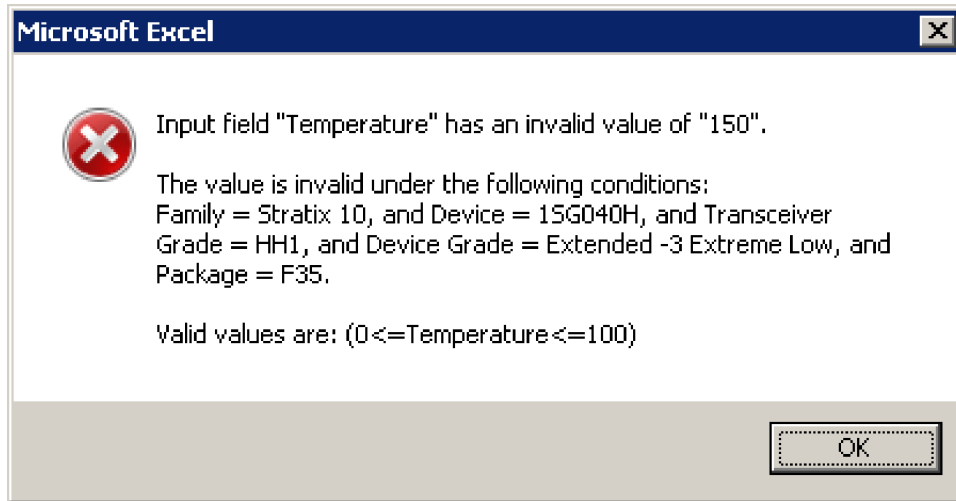 Microsoft Excel
Input field "Temperature" has an invalid value of "150".
The value is invalid under the following conditions:
Family = Stratix 10, and Device = 1SG040H, and Transceiver
Grade = HH1, and Device Grade = Extended -3 Extreme Low, and
Package = F35.
Valid values are: (0<=Temperature<=100)
OK